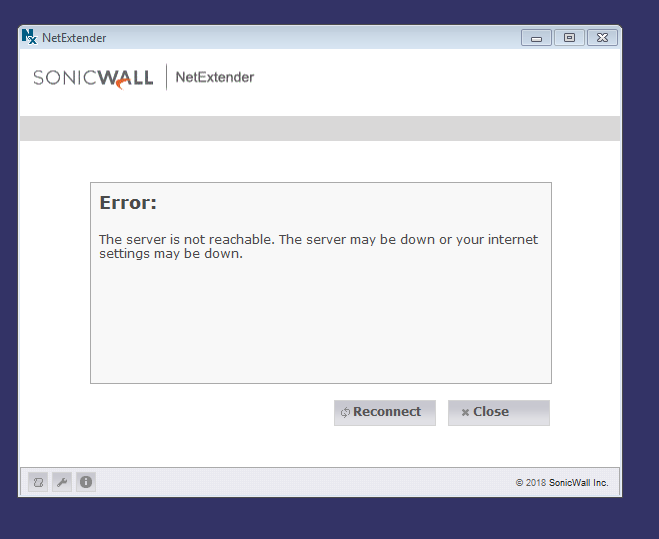 NetExtender
SONICWALL NetExtender
Error:
The server is not reachable. The server may be down or your internet
settings may be down.
Reconnect Close
© 2018 SonicWall Inc.